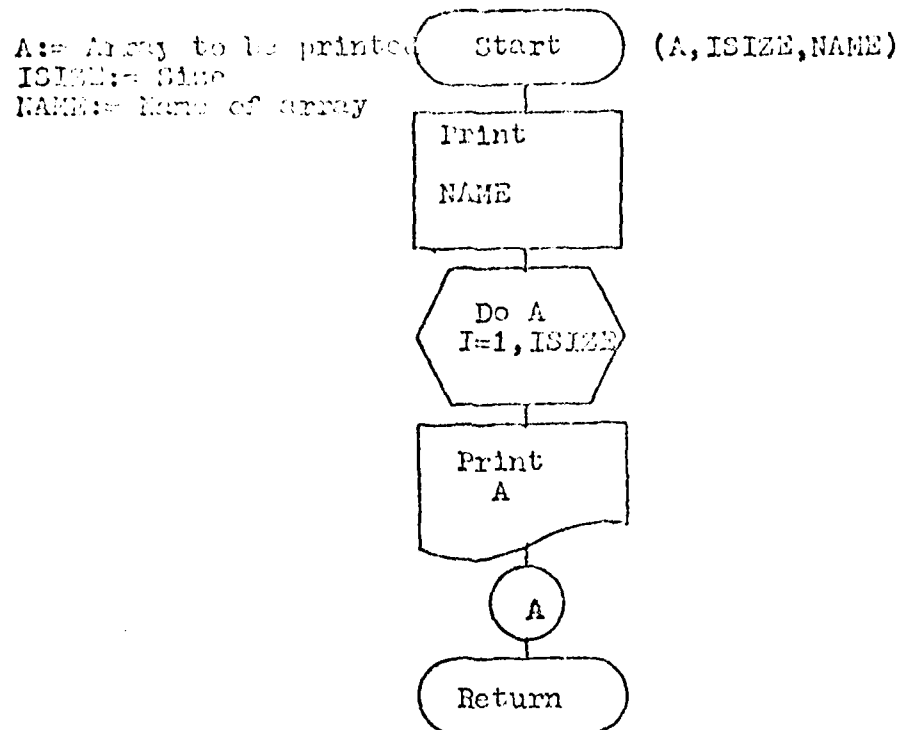 A:= Array to be printed
ISIZE:= Size
NAME:= Name of array
Start
(A,ISIZE,NAME)
Print
NAME
Do A
I=1,ISIZE
Print
A
A
Return